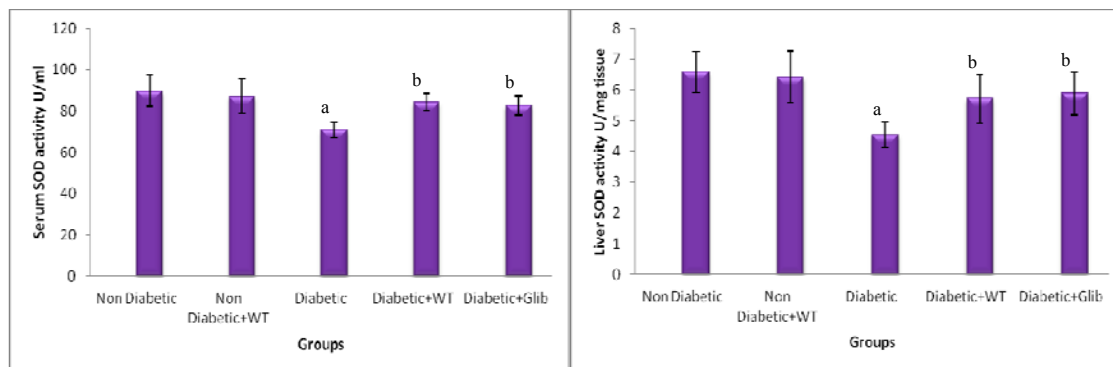 120
100
80
60
40
20
0
Serum SOD activity U/ml
a
b
b
Non Diabetic
Non
Diabetic+WT
Diabetic
Diabetic+WT
Diabetic+Glib
Groups
8
7
6
5
4
3
2
1
0
Liver SOD activity U/mg tissue
a
b
b
Non Diabetic
Non
Diabetic+WT
Diabetic
Diabetic+WT
Diabetic+Glib
Groups